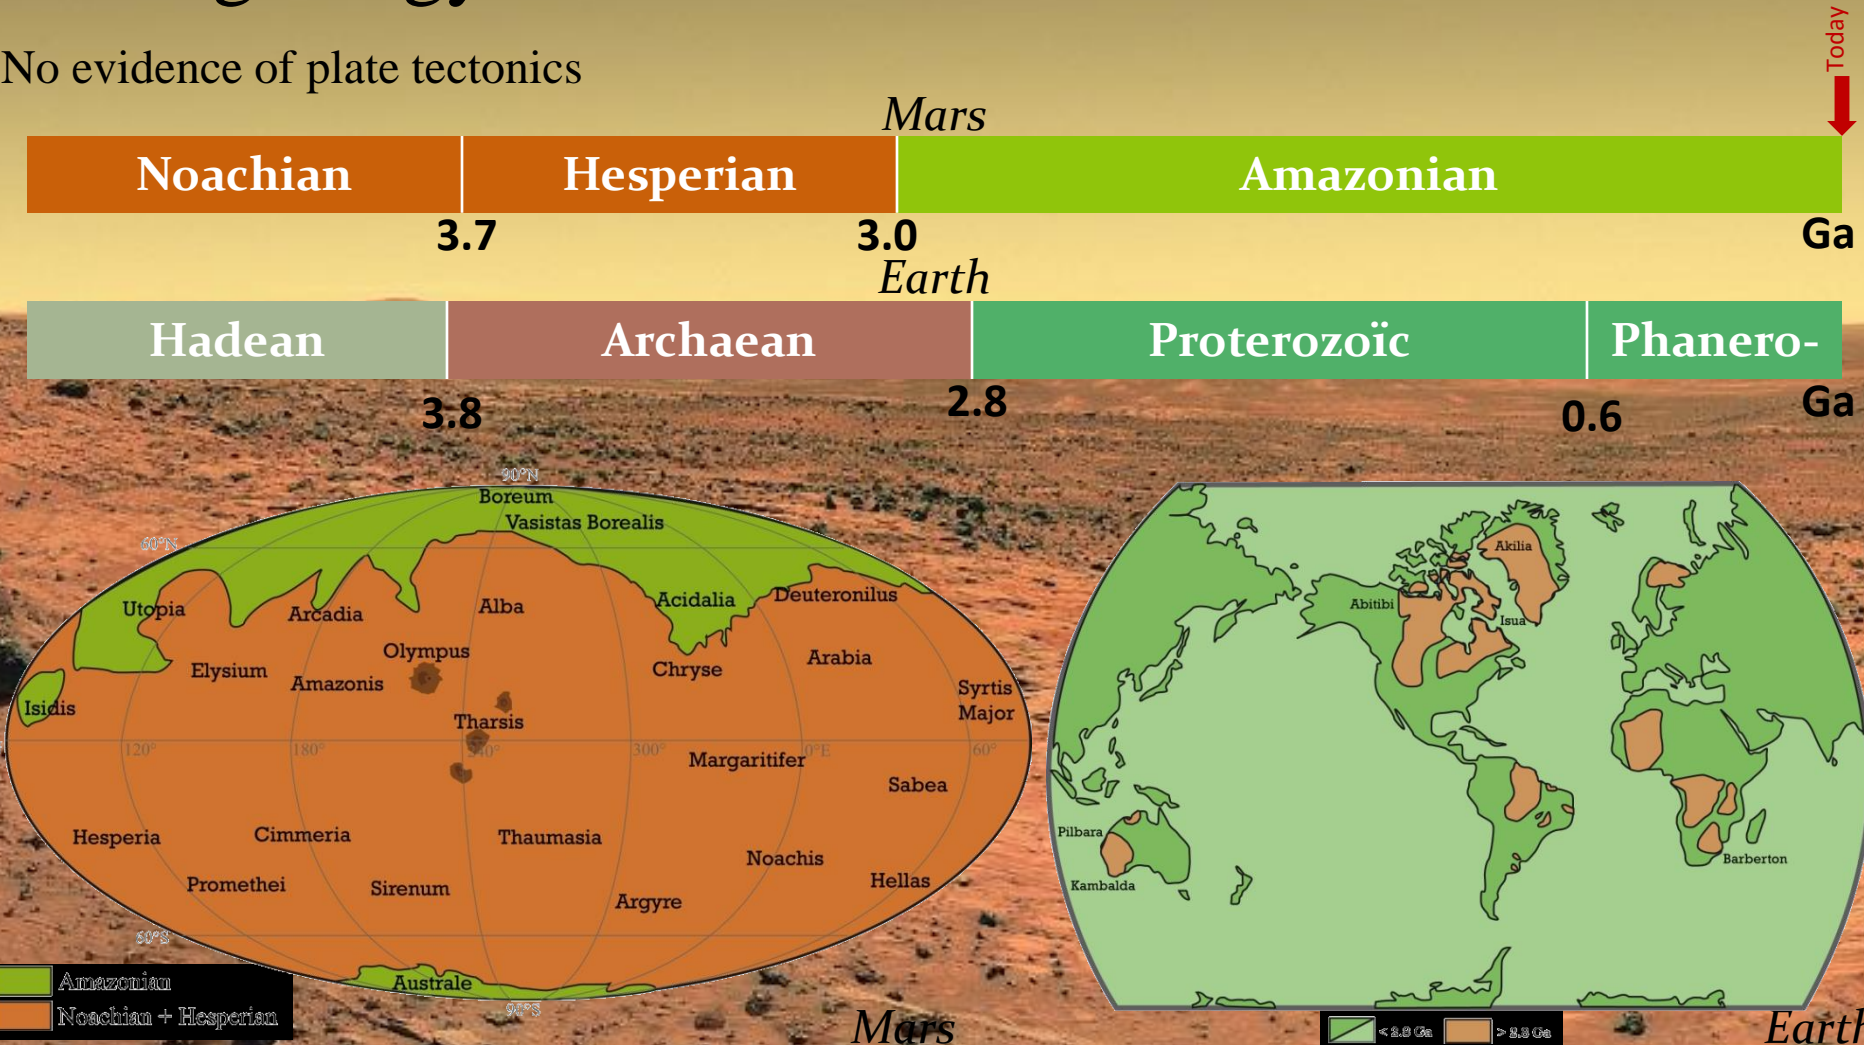 Today
No evidence of plate tectonics
Mars
Noachian Hesperian Amazonian
3.7 3.0 Ga
Earth
Hadean Archaean Proterozoïc Phanero-
3.8 2.8 0.6 Ga
90°N
Boreum
Vasistas Borealis
60°N
Utopia
Arcadia
Alba
Acidalia
Deuteronilus
Olympus
Elysium
Amazonis
Chryse
Arabia
Isidis
Tharsis
Syrtis
Major
120° 180° 240° 300° 0°E 60°
Margaritifer
Sabea
Hesperia
Cimmeria
Thaumasia
Noachis
Promethei
Sirenum
Hellas
Argyre
60°S
Australe
90°S
Amazonian
Noachian + Hesperian
Mars
Akilia
Abitibi
Isua
Pilbara
Kambalda
Barberton
Earth